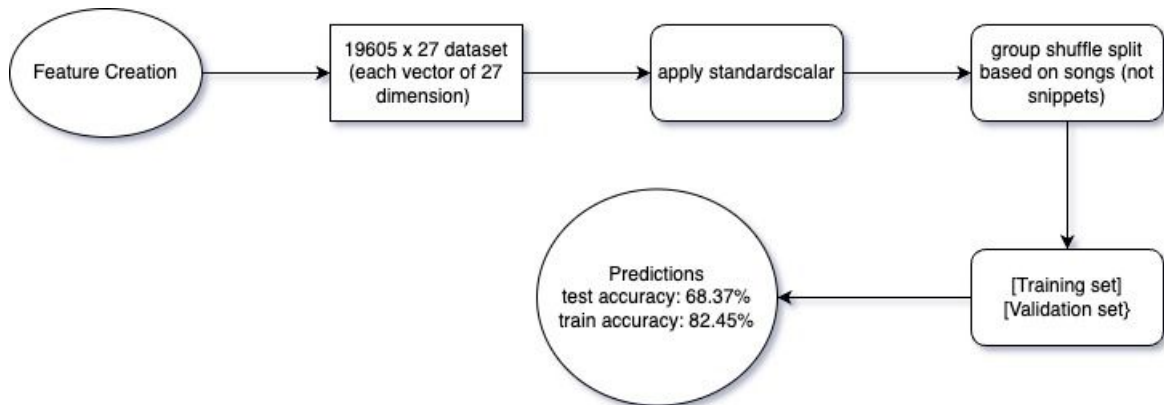 Feature Creation
19605 x 27 dataset
(each vector of 27
dimension)
apply standardscalar
group shuffle split
based on songs (not
snippets)
[Training set]
[Validation set}
Predictions
test accuracy: 68.37%
train accuracy: 82.45%